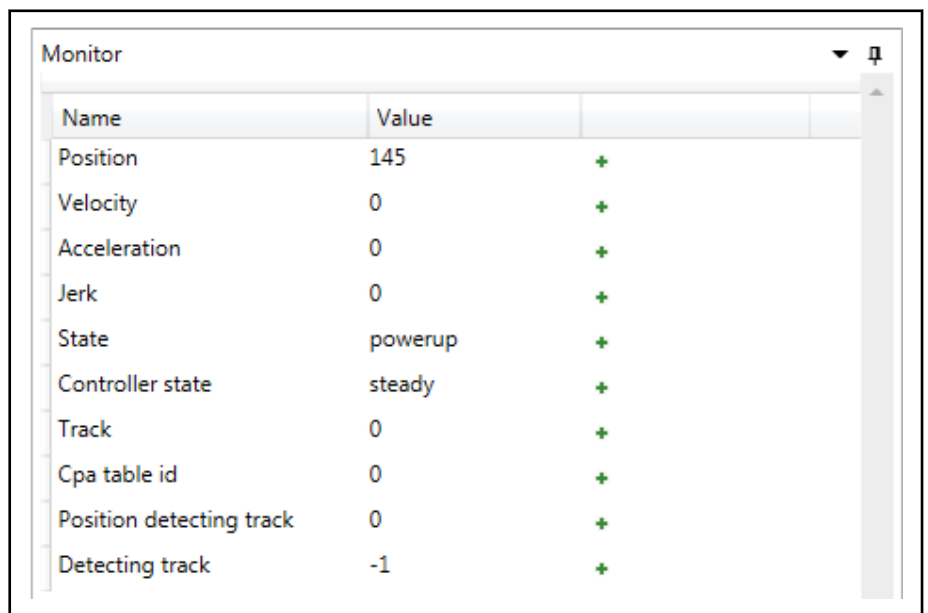 Monitor
Name Value
Position 145
Velocity 0
Acceleration 0
Jerk 0
State powerup
Controller state steady
Track 0
Cpa table id 0
Position detecting track 0
Detecting track -1